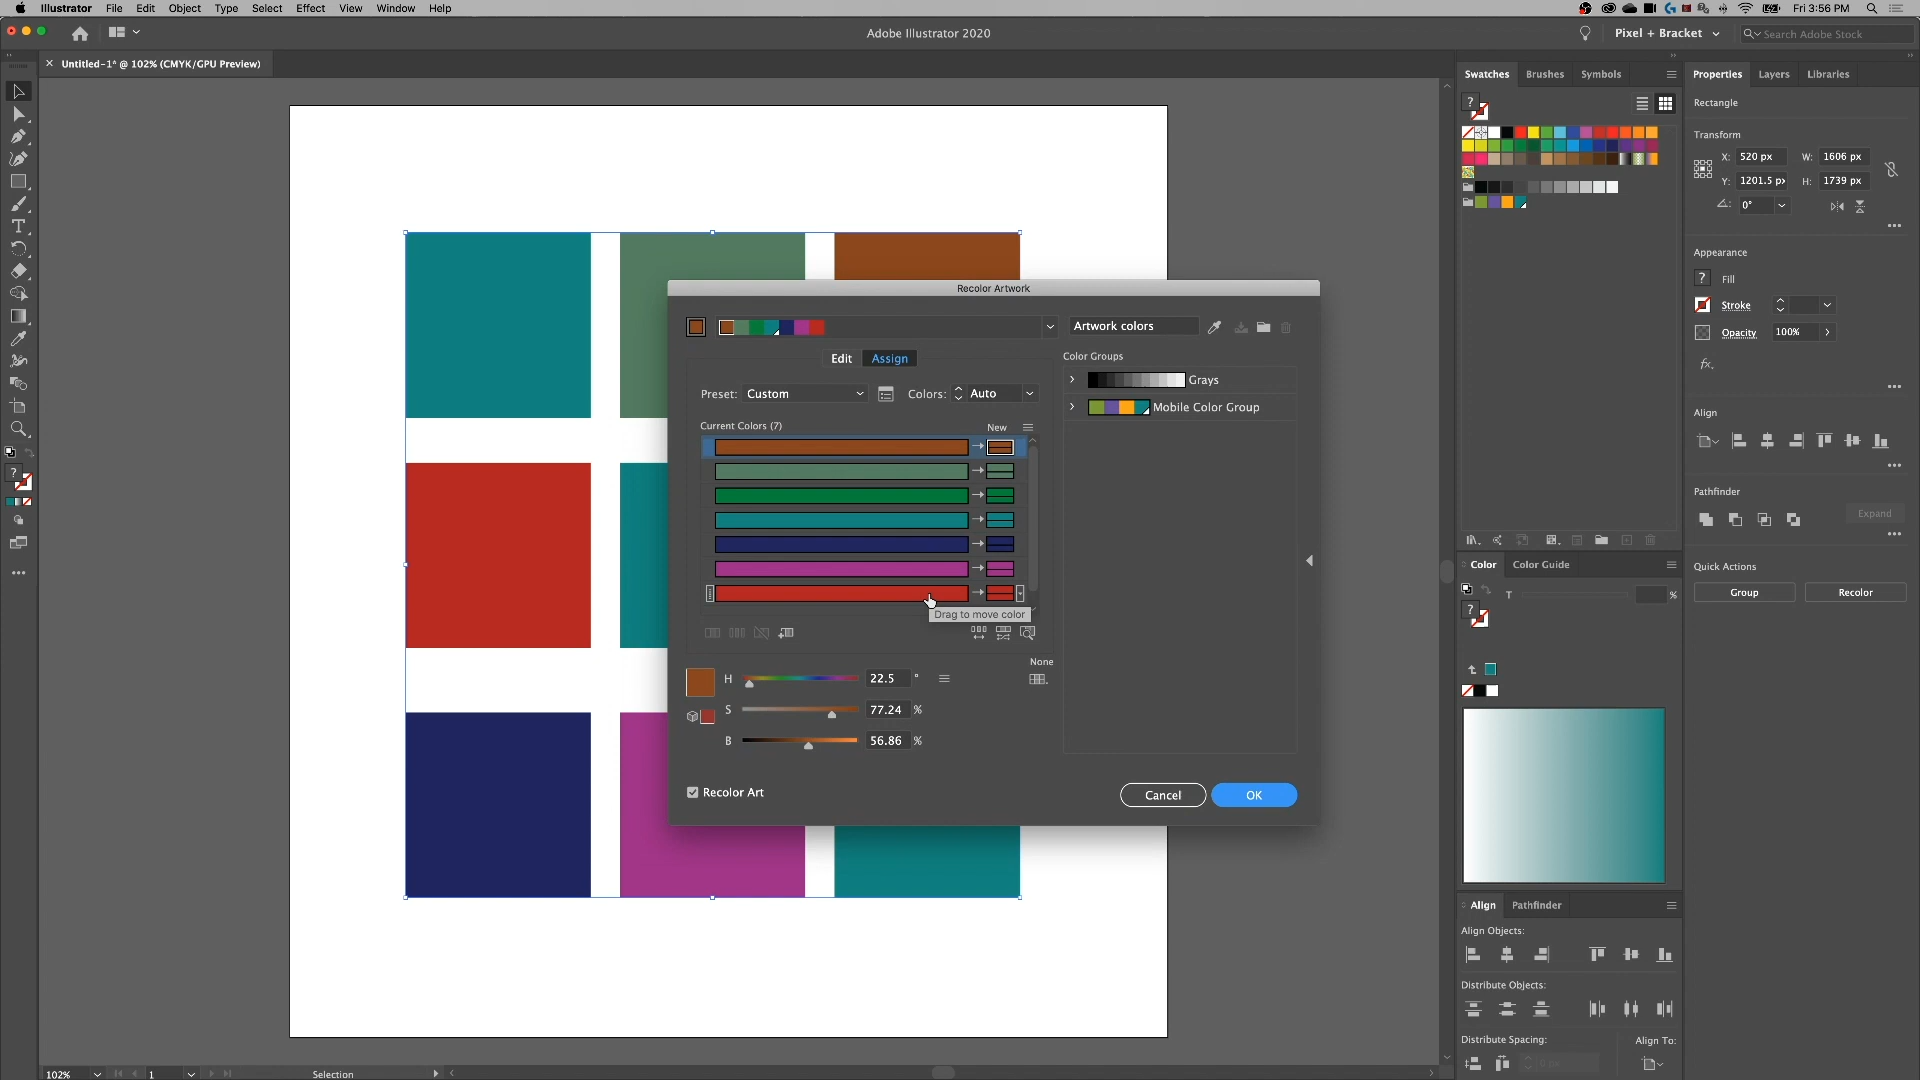 Illustrator File Edit Object Type Select Effect View Window Help
Fri 3:56 PM
Adobe Illustrator 2020
Pixel + Bracket
Search Adobe Stock
Untitled-1* @ 102% (CMYK/GPU Preview)
Swatches Brushes Symbols
Properties Layers Libraries
Rectangle
Transform
X: 520 px W: 1606 px
Y: 1201.5 px H: 1739 px
0°
Appearance
? Fill
Stroke
Opacity 100%
fx.
Align
Pathfinder
Expand
Quick Actions
Group Recolor
Color Color Guide
T %
Align Pathfinder
Align Objects:
Distribute Objects:
Distribute Spacing: Align To:
0 px
Recolor Artwork
Artwork colors
Edit Assign
Color Groups
Preset: Custom Colors: Auto
Grays
Mobile Color Group
Current Colors (7) New
Drag to move color
None
H 22.5 °
S 77.24 %
B 56.86 %
Recolor Art
Cancel OK
102% 1 Selection